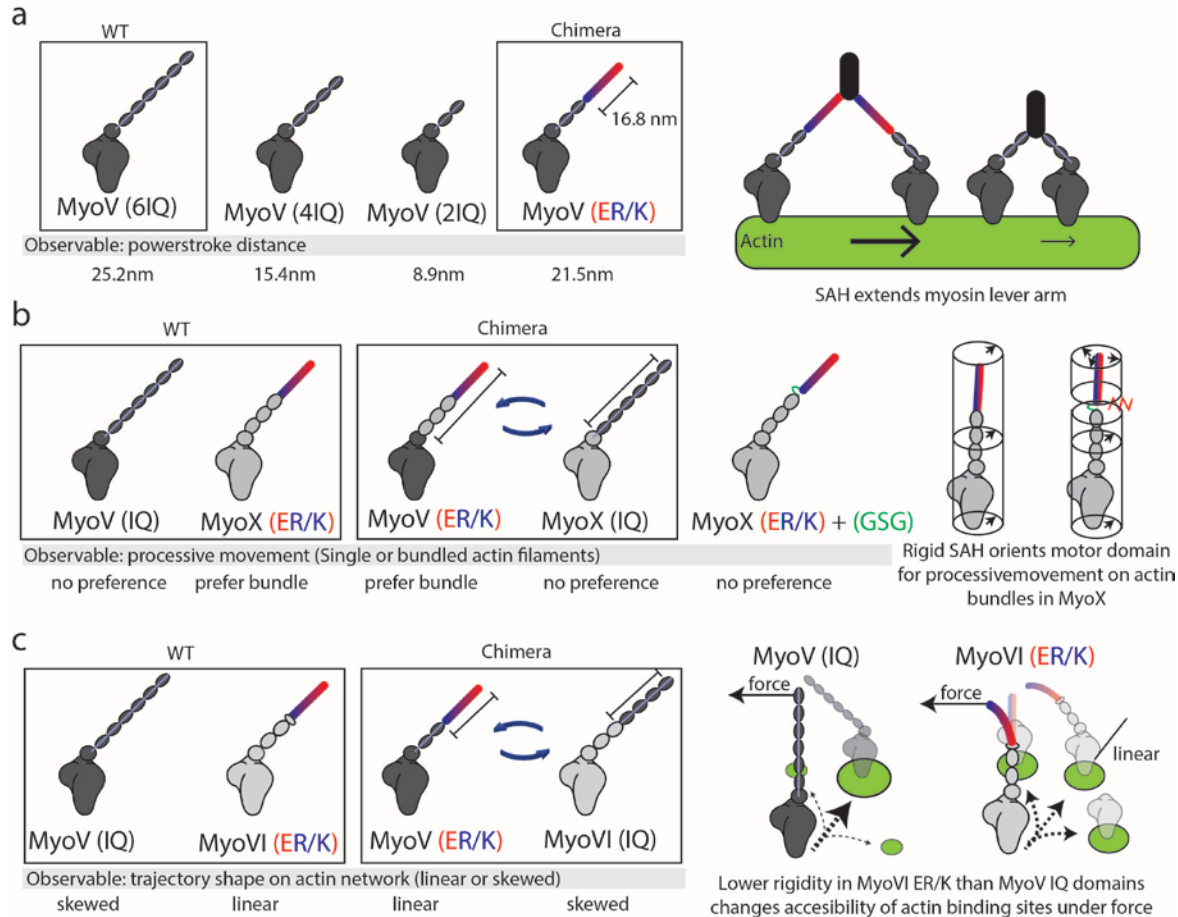 a
WT
Chimera
16.8 nm
MyoV (6IQ)
MyoV (4IQ)
MyoV (2IQ)
MyoV (ER/K)
Observable: powerstroke distance
25.2nm
15.4nm
8.9nm
21.5nm
Actin
SAH extends myosin lever arm
b
WT
Chimera
MyoV (IQ)
MyoX (ER/K)
MyoV (ER/K)
MyoX (IQ)
MyoX (ER/K) + (GSG)
Observable: processive movement (Single or bundled actin filaments)
no preference
prefer bundle
prefer bundle
no preference
no preference
Rigid SAH orients motor domain
for processivemovement on actin
bundles in MyoX
c
WT
Chimera
MyoV (IQ)
MyoVI (ER/K)
MyoV (ER/K)
MyoVI (IQ)
Observable: trajectory shape on actin network (linear or skewed)
skewed
linear
linear
skewed
MyoV (IQ)
MyoVI (ER/K)
force
force
linear
Lower rigidity in MyoVI ER/K than MyoV IQ domains
changes accesibility of actin binding sites under force